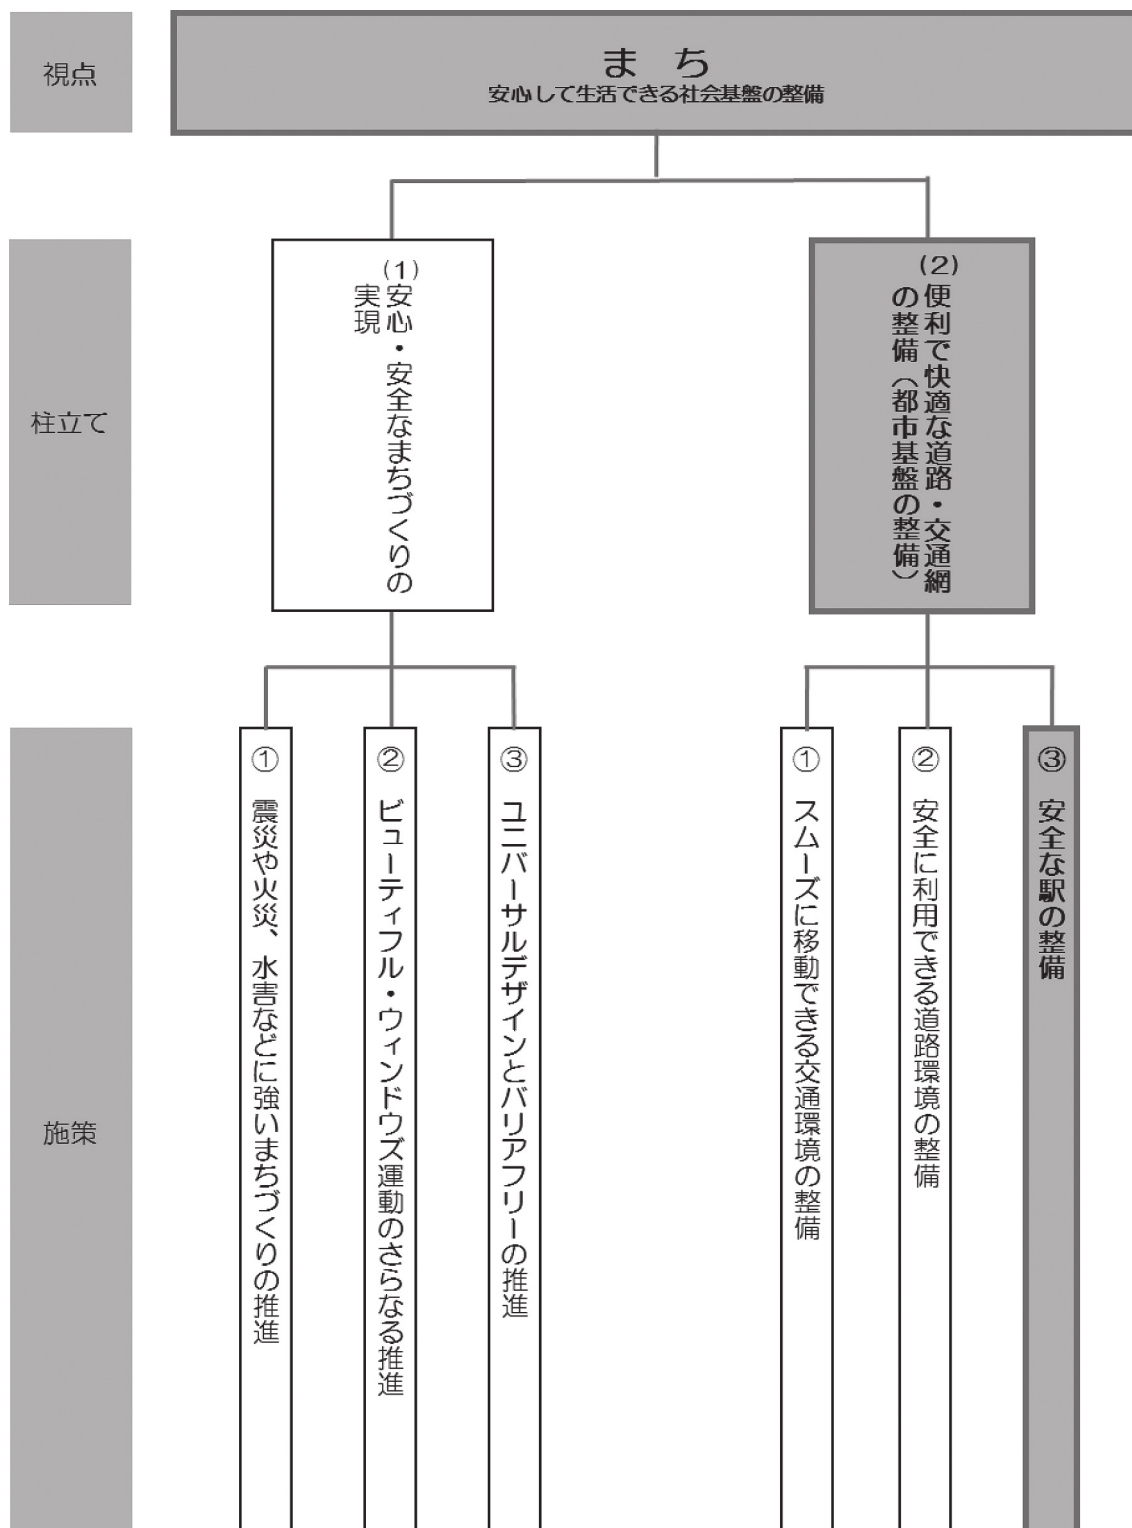 視点
まち
安心して生活できる社会基盤の整備
柱立て
(1)安心・安全なまちづくりの
実現
(2)便利で快適な道路・交通網
の整備（都市基盤の整備）
施策
① 震災や火災、水害などに強いまちづくりの推進
② ビューティフル・ウィンドウズ運動のさらなる推進
③ ユニバーサルデザインとバリアフリーの推進
① スムーズに移動できる交通環境の整備
② 安全に利用できる道路環境の整備
③ 安全な駅の整備